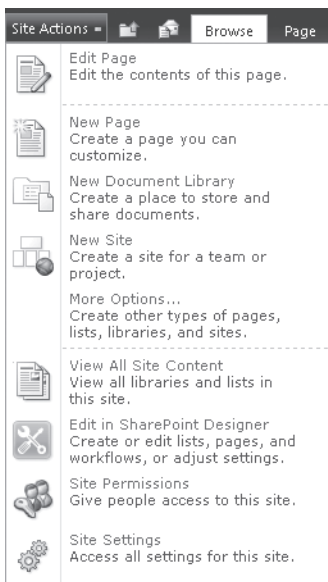 Site Actions Browse Page
Edit Page
Edit the contents of this page.
New Page
Create a page you can
customize.
New Document Library
Create a place to store and
share documents.
New Site
Create a site for a team or
project.
More Options...
Create other types of pages,
lists, libraries, and sites.
View All Site Content
View all libraries and lists in
this site.
Edit in SharePoint Designer
Create or edit lists, pages, and
workflows, or adjust settings.
Site Permissions
Give people access to this site.
Site Settings
Access all settings for this site.